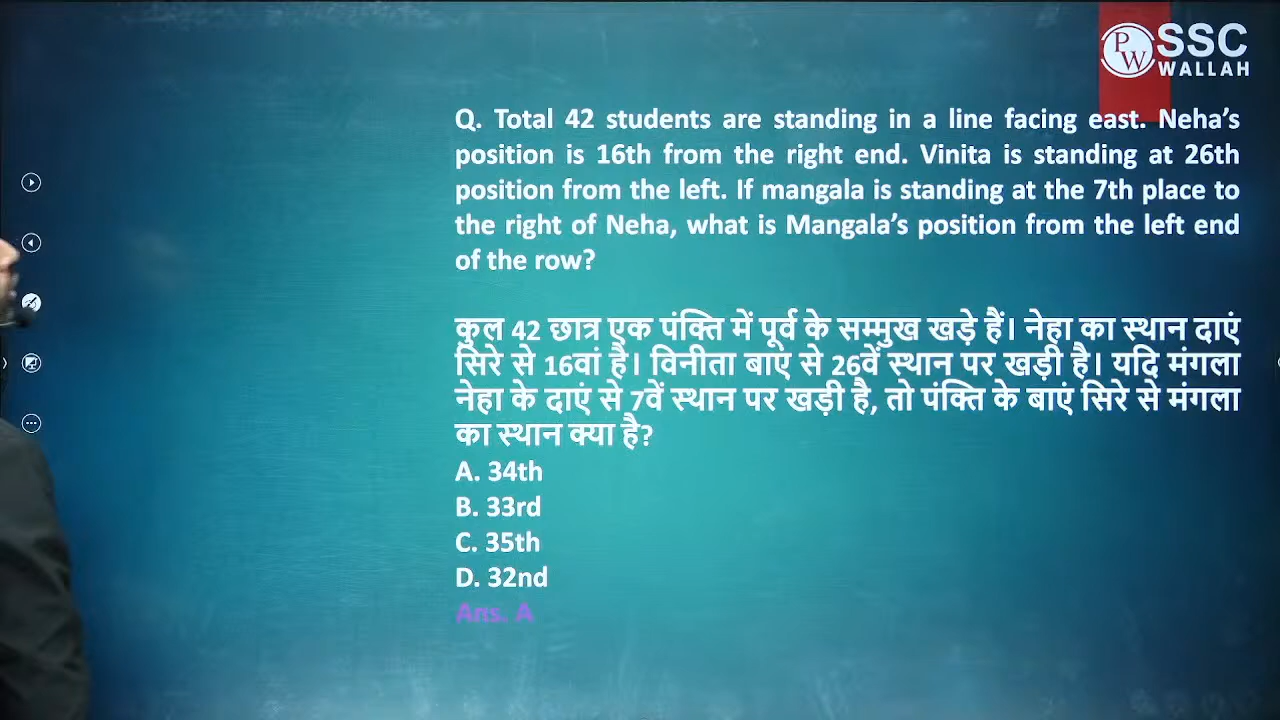 PW SSC
WALLAH
Q. Total 42 students are standing in a line facing east. Neha’s
position is 16th from the right end. Vinita is standing at 26th
position from the left. If mangala is standing at the 7th place to
the right of Neha, what is Mangala’s position from the left end
of the row?
कुल 42 छात्र एक पंक्ति में पूर्व के सम्मुख खड़े हैं। नेहा का स्थान दाएं
सिरे से 16वां है। विनीता बाएं से 26वें स्थान पर खड़ी है। यदि मंगला
नेहा के दाएं से 7वें स्थान पर खड़ी है, तो पंक्ति के बाएं सिरे से मंगला
का स्थान क्या है?
A. 34th
B. 33rd
C. 35th
D. 32nd
Ans. A